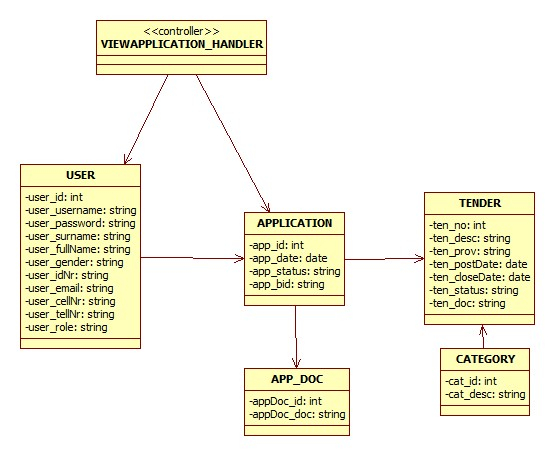 <<controller>>
VIEWAPPLICATION_HANDLER
USER
-user_id: int
-user_username: string
-user_password: string
-user_surname: string
-user_fullName: string
-user_gender: string
-user_idNr: string
-user_email: string
-user_cellNr: string
-user_tellNr: string
-user_role: string
APPLICATION
-app_id: int
-app_date: date
-app_status: string
-app_bid: string
TENDER
-ten_no: int
-ten_desc: string
-ten_prov: string
-ten_postDate: date
-ten_closeDate: date
-ten_status: string
-ten_doc: string
APP_DOC
-appDoc_id: int
-appDoc_doc: string
CATEGORY
-cat_id: int
-cat_desc: string